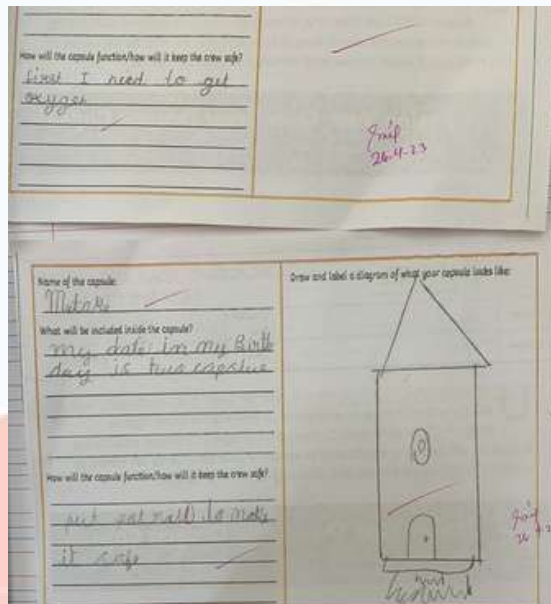 How will the capsule function/how will it keep the crew safe?
first I need to get
oxygen
26.4.23
Name of the capsule:
Draw and label a diagram of what your capsule looks like:
What will be included inside the capsule?
my date in my Birth
day is two capsule
How will the capsule function/how will it keep the crew safe?
put to make
it safe